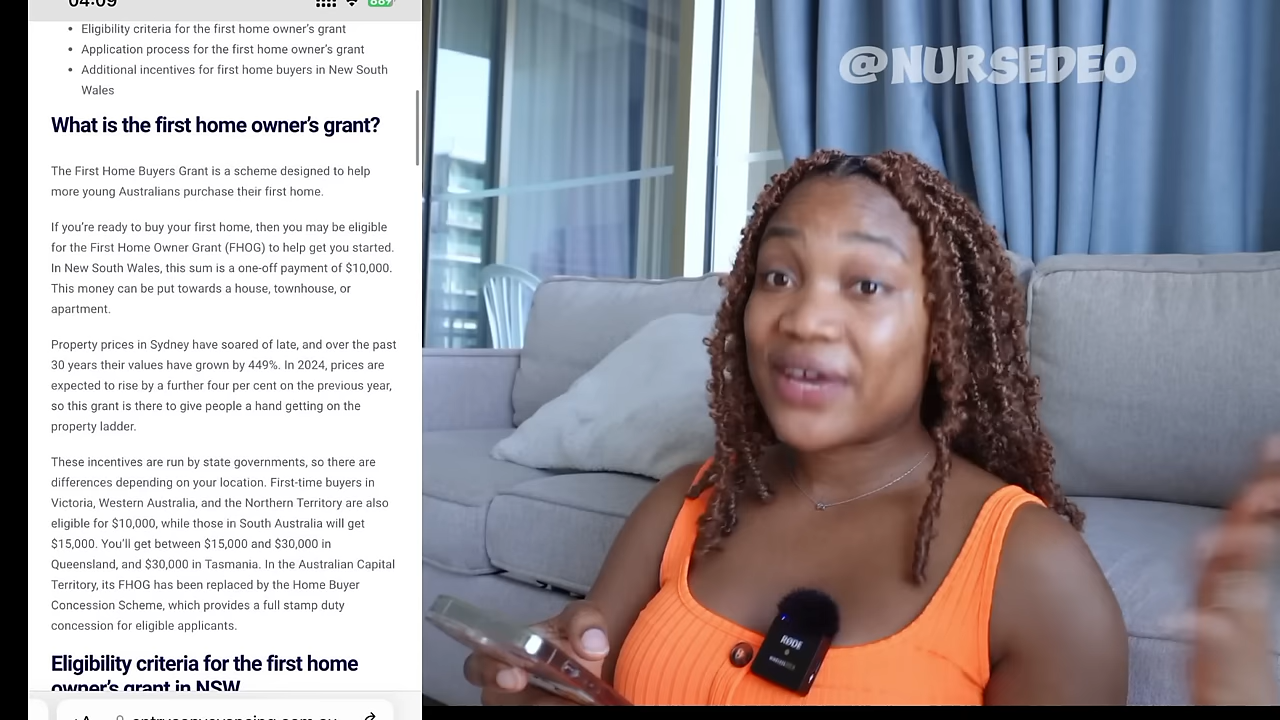 04:09
Eligibility criteria for the first home owner's grant
Application process for the first home owner's grant
Additional incentives for first home buyers in New South
Wales
What is the first home owner's grant?
The First Home Buyers Grant is a scheme designed to help
more young Australians purchase their first home.
If you're ready to buy your first home, then you may be eligible
for the First Home Owner Grant (FHOG) to help get you started.
In New South Wales, this sum is a one-off payment of $10,000.
This money can be put towards a house, townhouse, or
apartment.
Property prices in Sydney have soared of late, and over the past
30 years their values have grown by 449%. In 2024, prices are
expected to rise by a further four per cent on the previous year,
so this grant is there to give people a hand getting on the
property ladder.
These incentives are run by state governments, so there are
differences depending on your location. First-time buyers in
Victoria, Western Australia, and the Northern Territory are also
eligible for $10,000, while those in South Australia will get
$15,000. You'll get between $15,000 and $30,000 in
Queensland, and $30,000 in Tasmania. In the Australian Capital
Territory, its FHOG has been replaced by the Home Buyer
Concession Scheme, which provides a full stamp duty
concession for eligible applicants.
Eligibility criteria for the first home
owner's grant in NSW
@NURSEDEO
RØDE